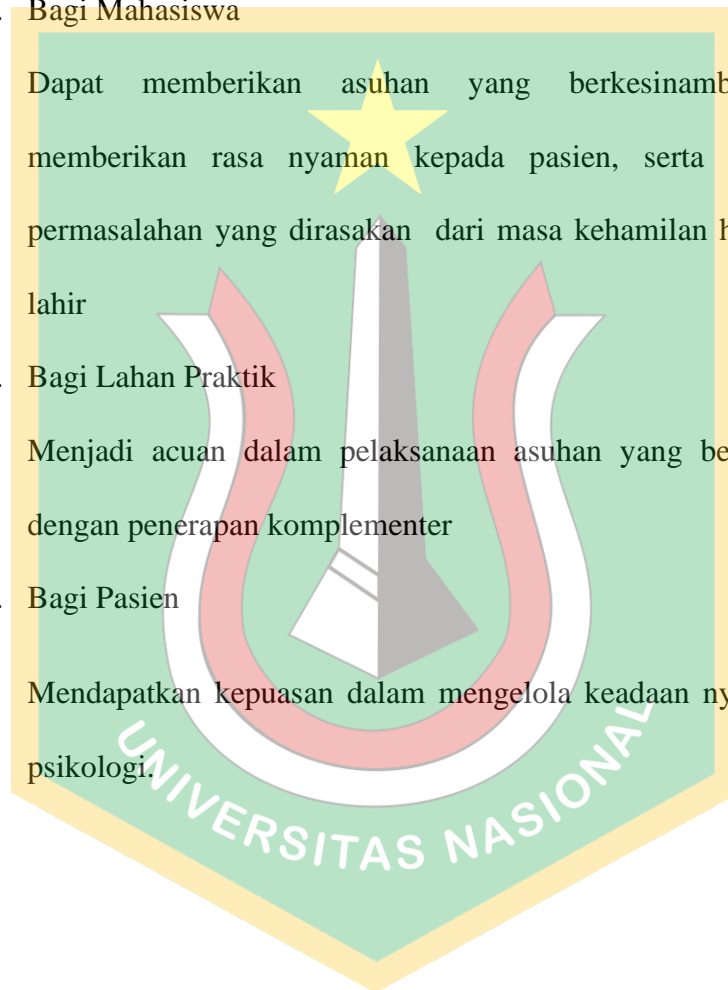 . Bagi Mahasiswa
Dapat memberikan asuhan yang
memberikan rasa nyaman kepada pasien, serta
permasalahan yang dirasakan dari masa kehamilan
lahir
. Bagi Lahan Praktik
Menjadi acuan dalam pelaksanaan asuhan yang
dengan penerapan komplementer
. Bagi Pasien
Mendapatkan kepuasan dalam mengelola keadaan
psikologi.
UNIVERSITAS NASIONAL